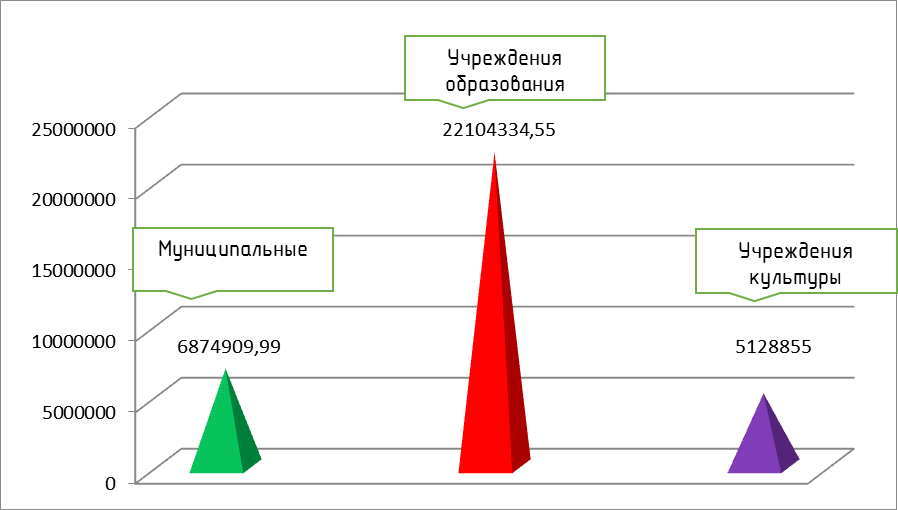 Учреждения
образования
22104334,55
25000000
20000000
15000000
10000000
5000000
0
Муниципальные
6874909,99
Учреждения
культуры
5128855